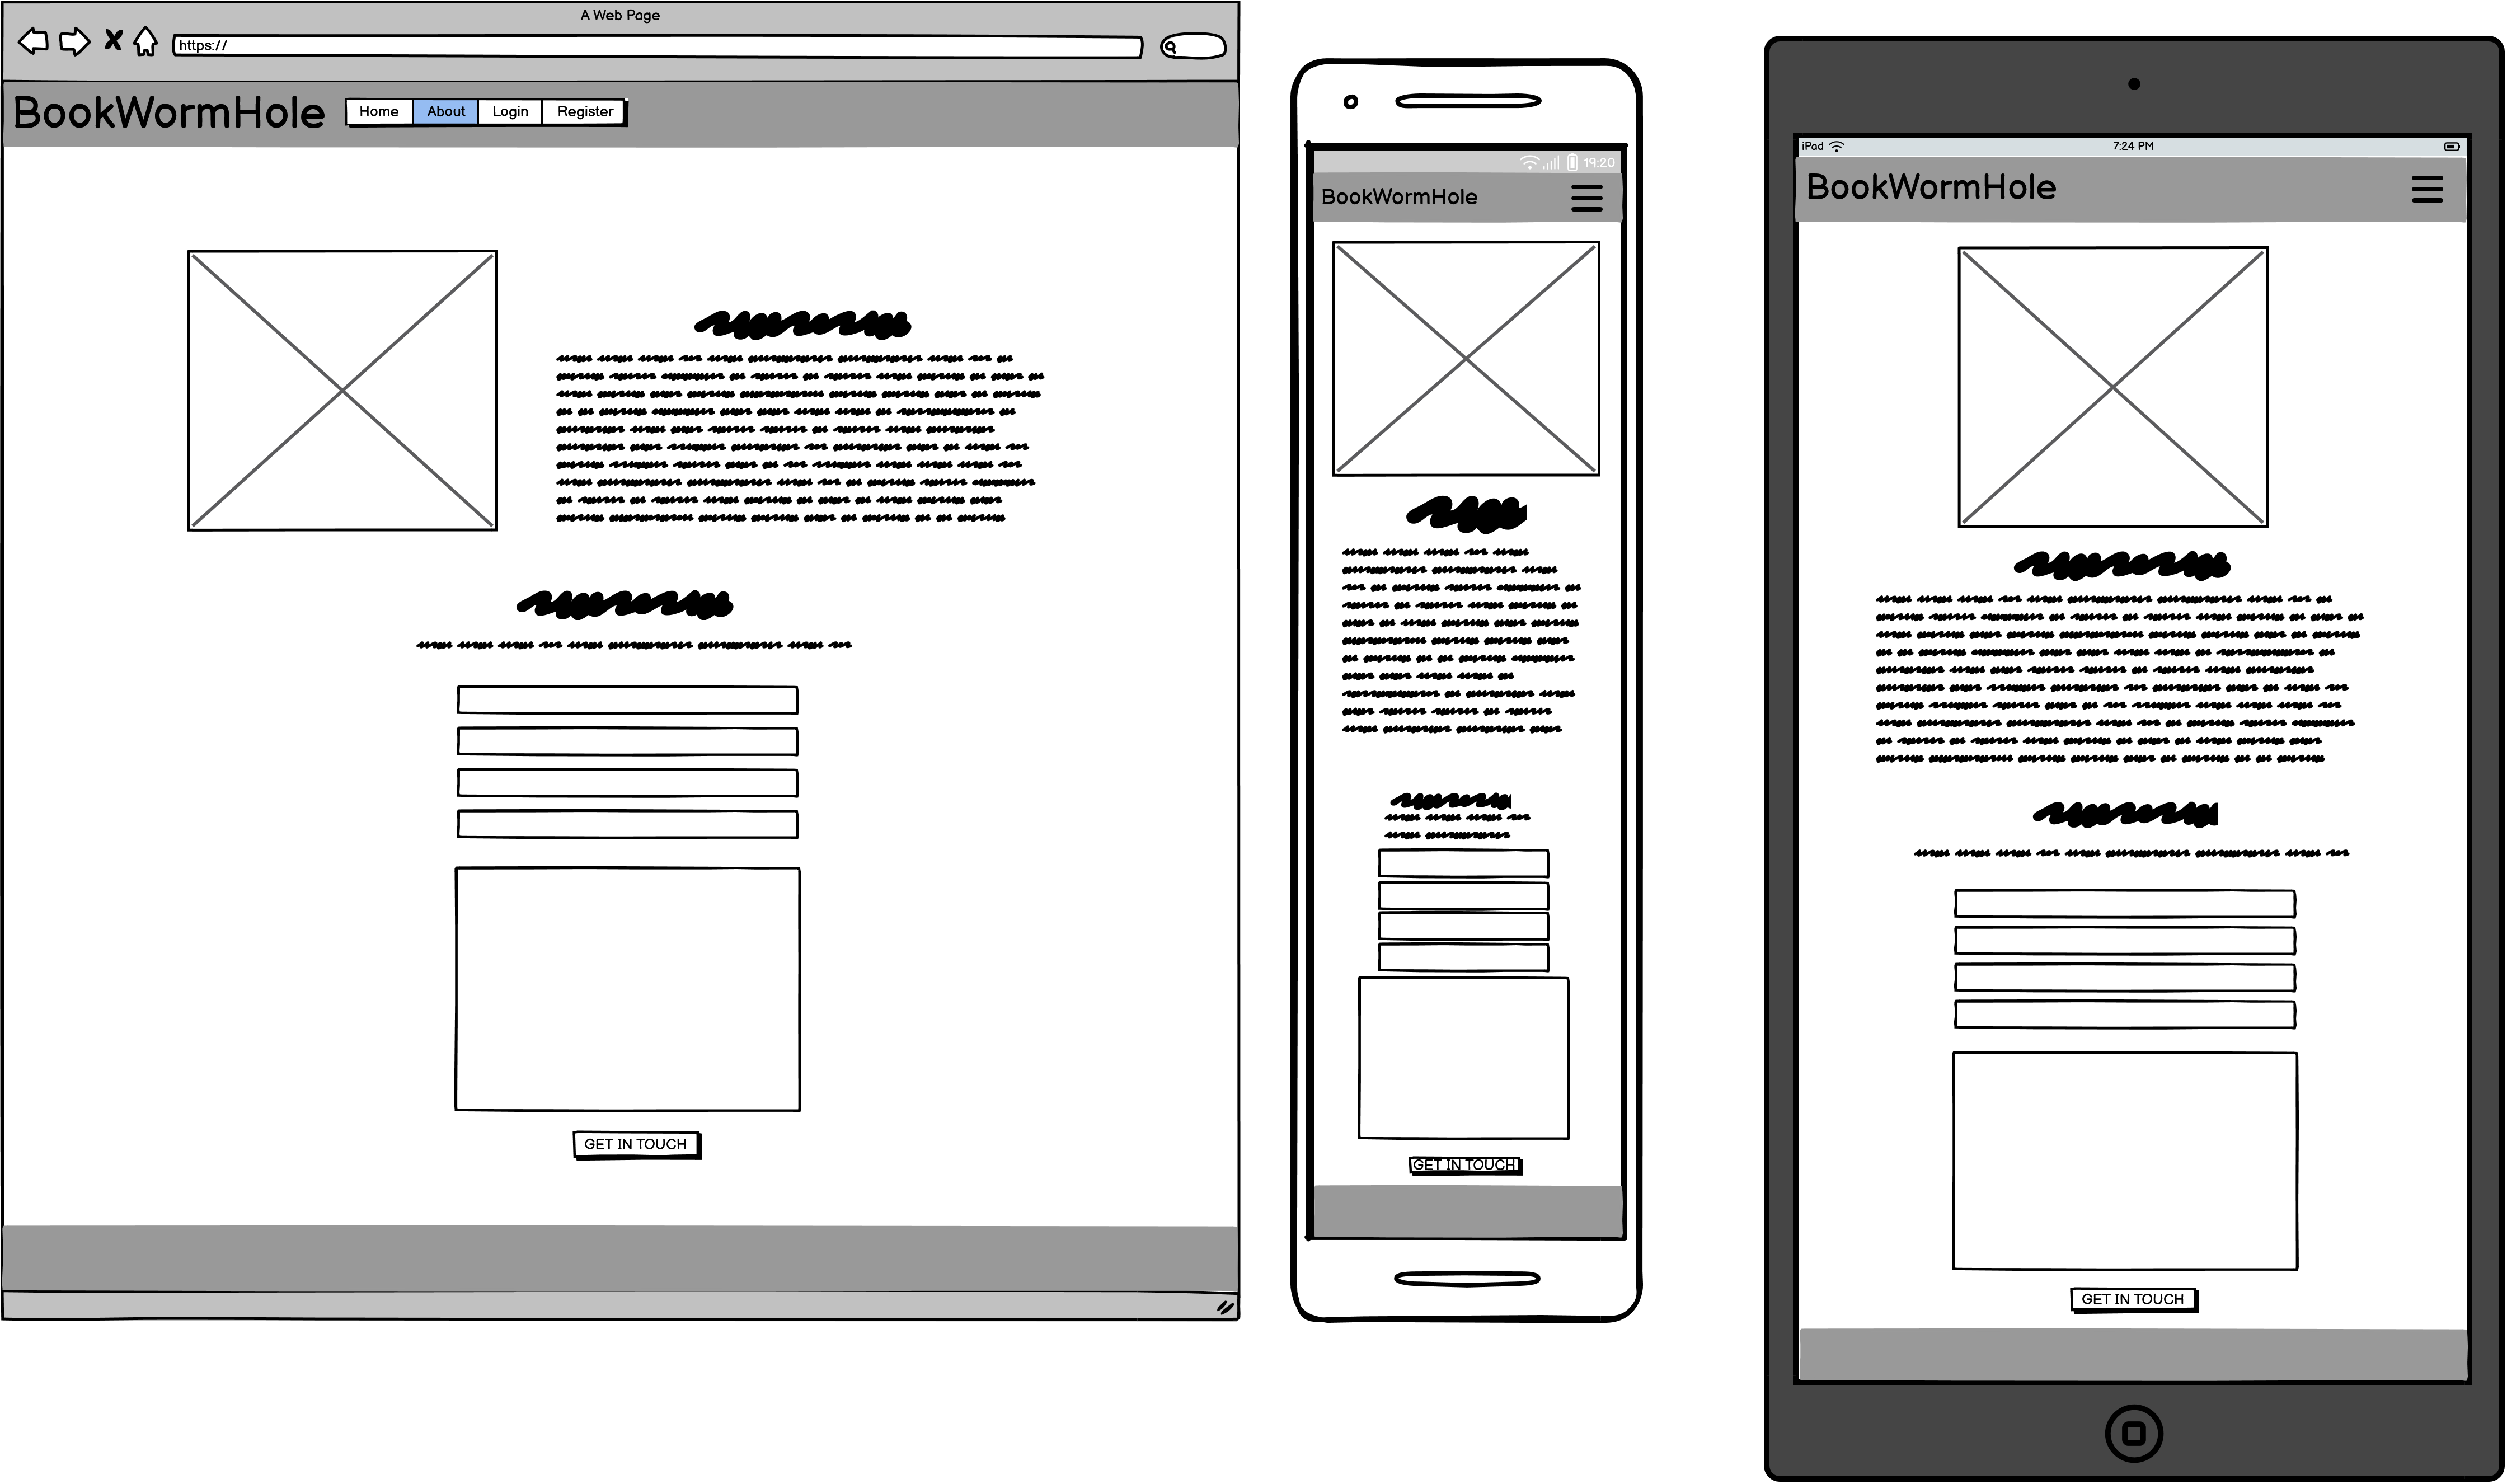 A Web Page
https://
BookWormHole
Home About Login Register
GET IN TOUCH
19:20
BookWormHole
GET IN TOUCH
iPad 7:24 PM
BookWormHole
GET IN TOUCH